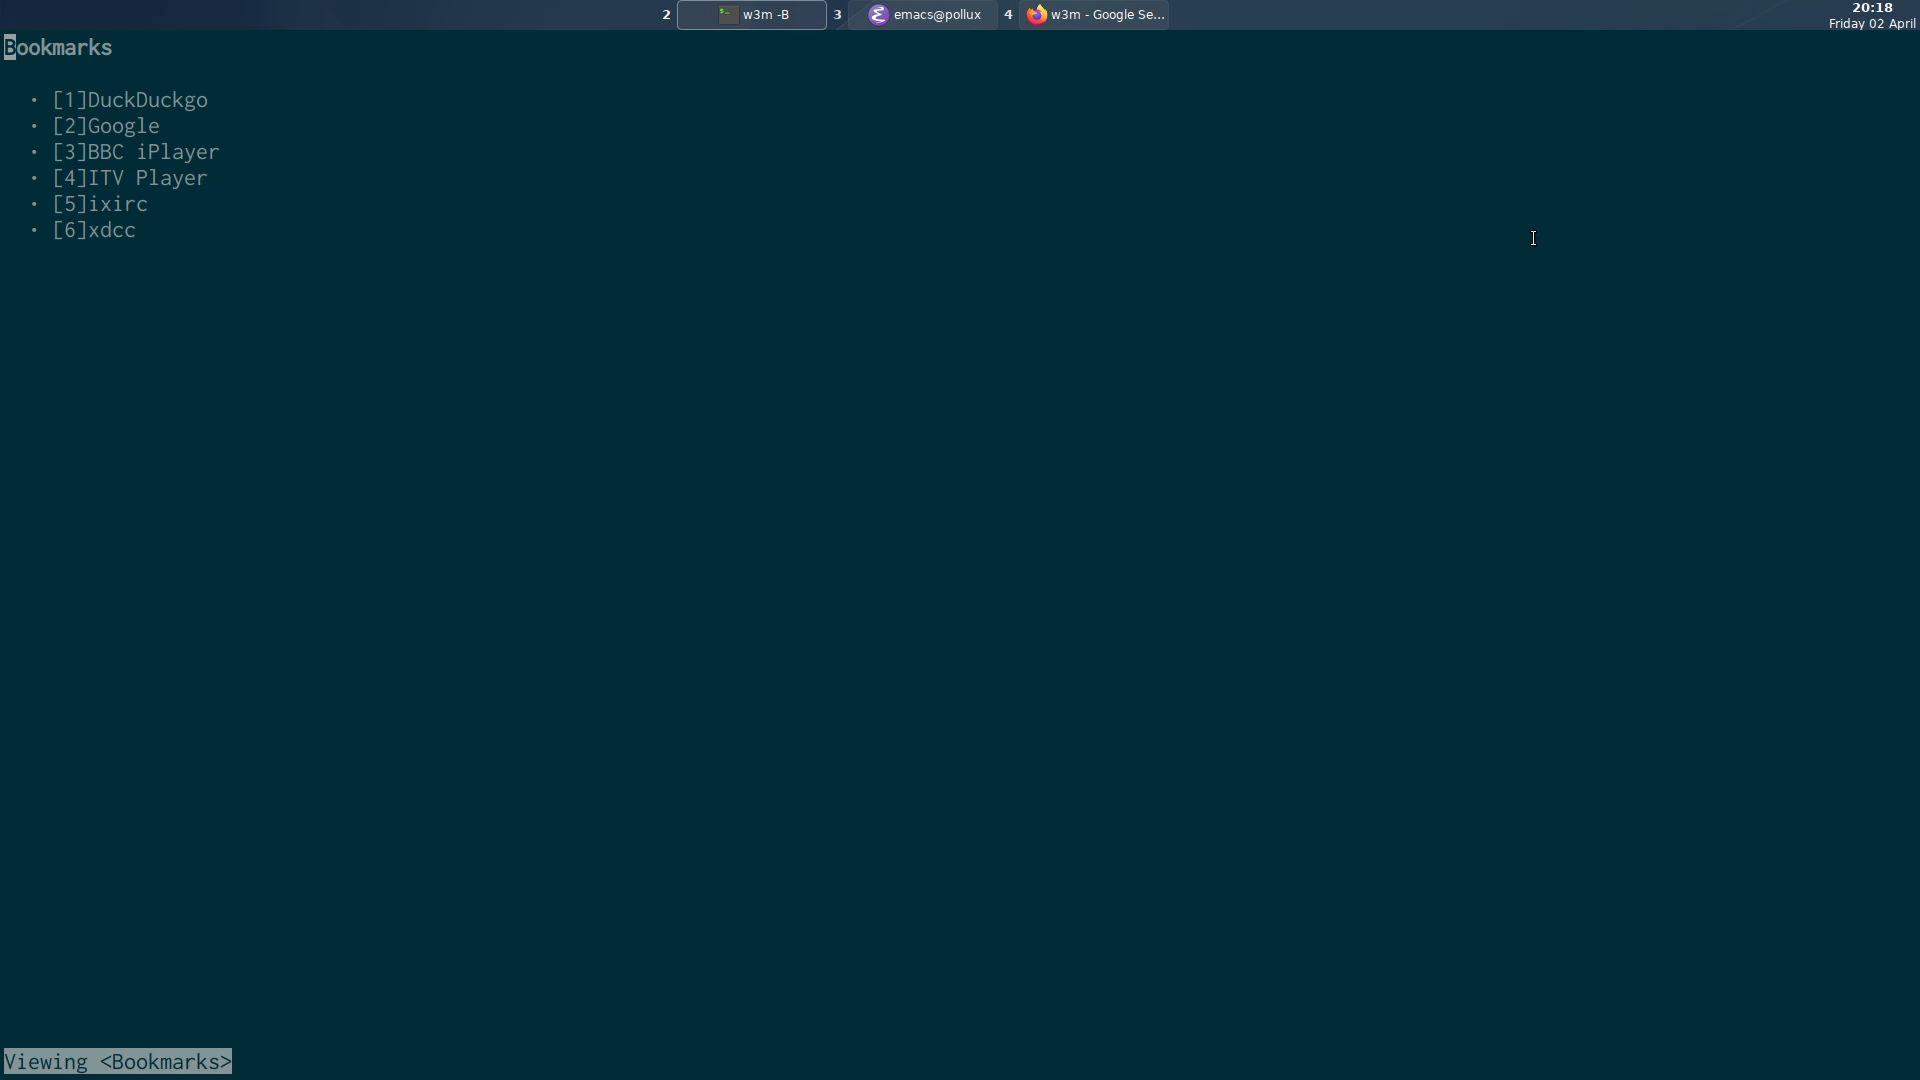 2 w3m -B 3 emacs@pollux 4 w3m - Google Se... 20:18
Friday 02 April
Bookmarks
• [1]DuckDuckgo
• [2]Google
• [3]BBC iPlayer
• [4]ITV Player
• [5]ixirc
• [6]xdcc
Viewing <Bookmarks>